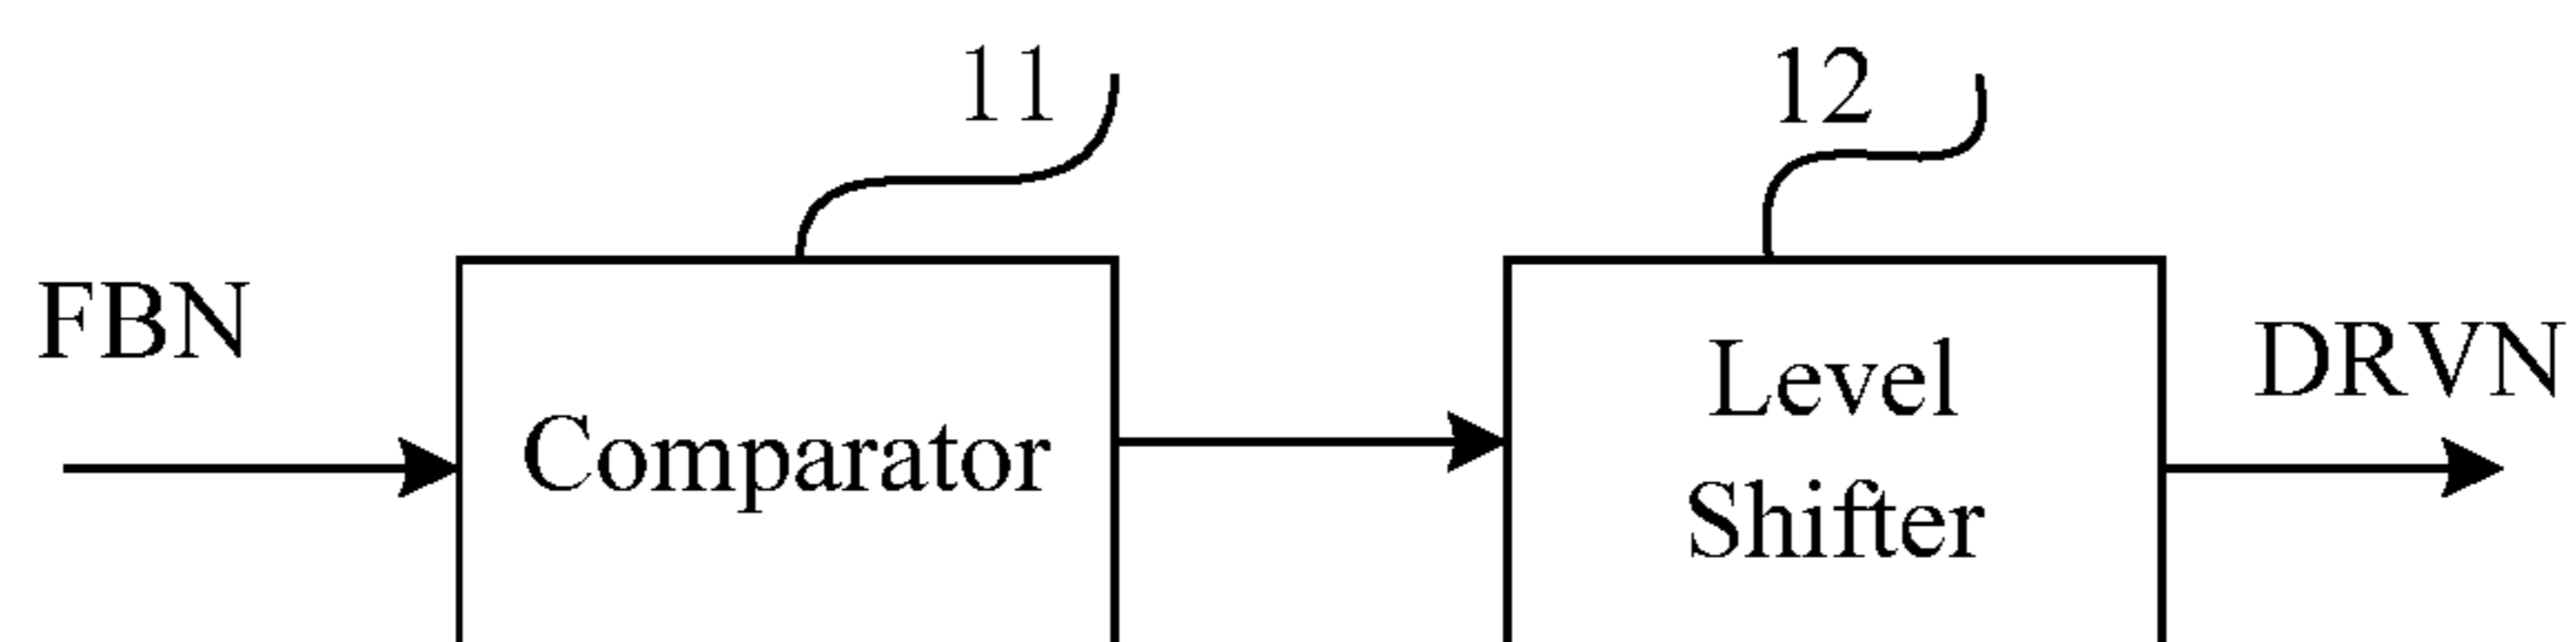 11
12
FBN
Comparator
Level
Shifter
DRVN